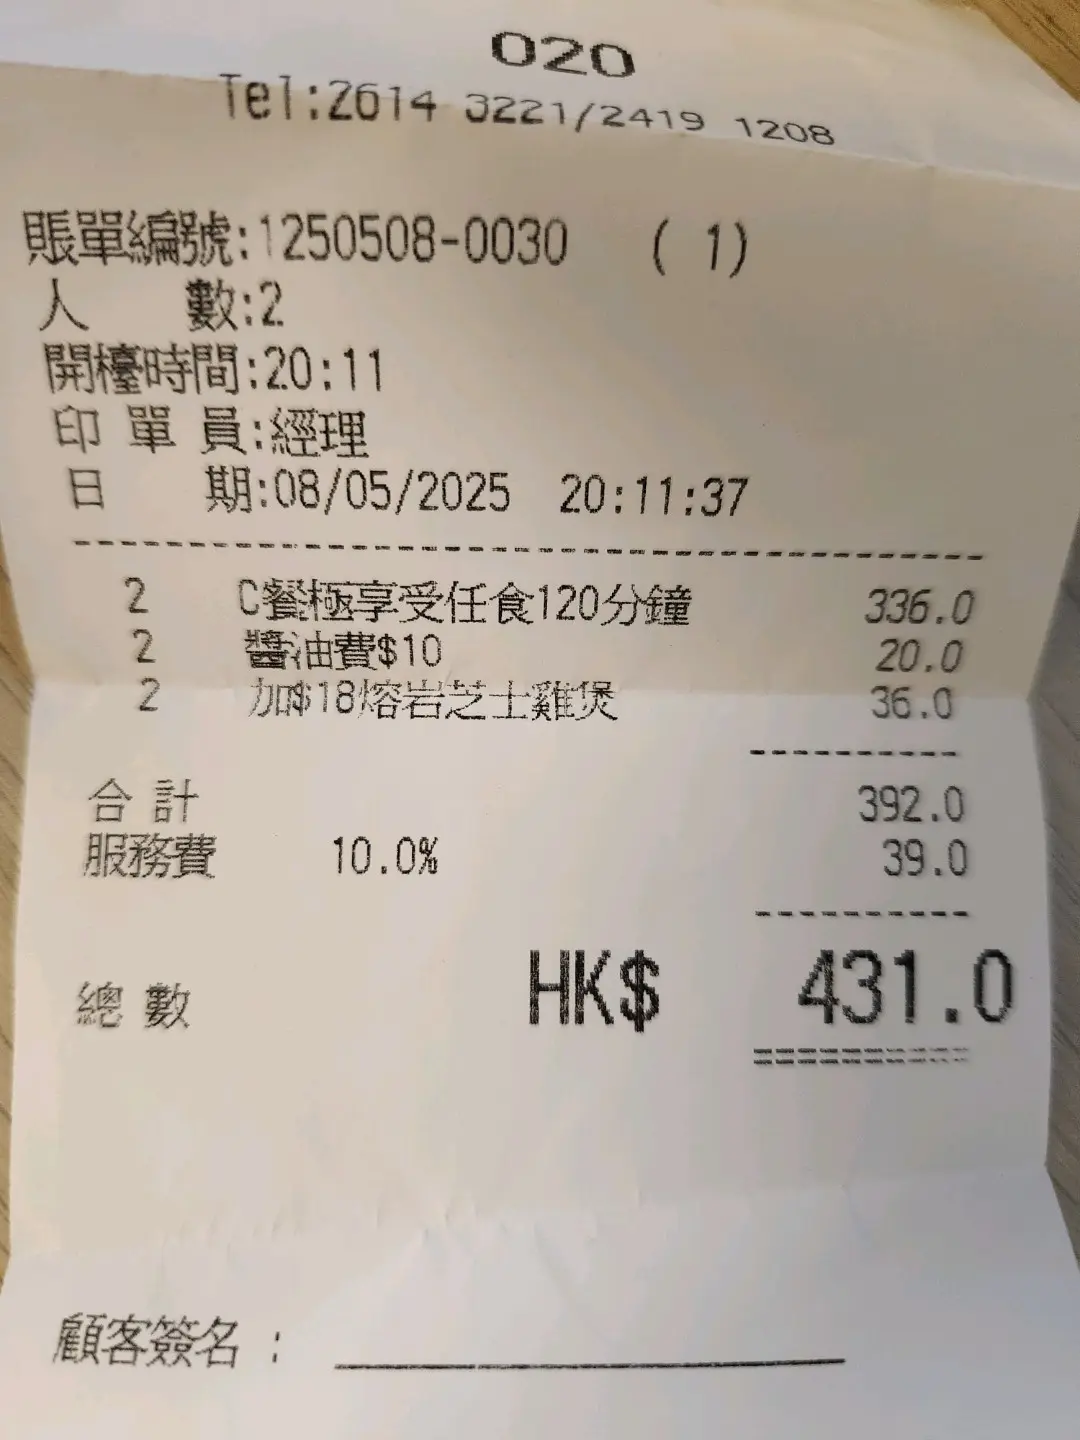 020
Tel:2614 3221/2419 1208
賬單編號:1250508-0030 (1)
人 數:2
開檯時間:20:11
印 單 員:經理
日 期:08/05/2025 20:11:37
2 C餐極享受任食120分鐘 336.0
2 醬油費$10 20.0
2 加$18熔岩芝士雞煲 36.0
合 計 392.0
服務費 10.0% 39.0
總 數 HK$ 431.0
顧客簽名 :